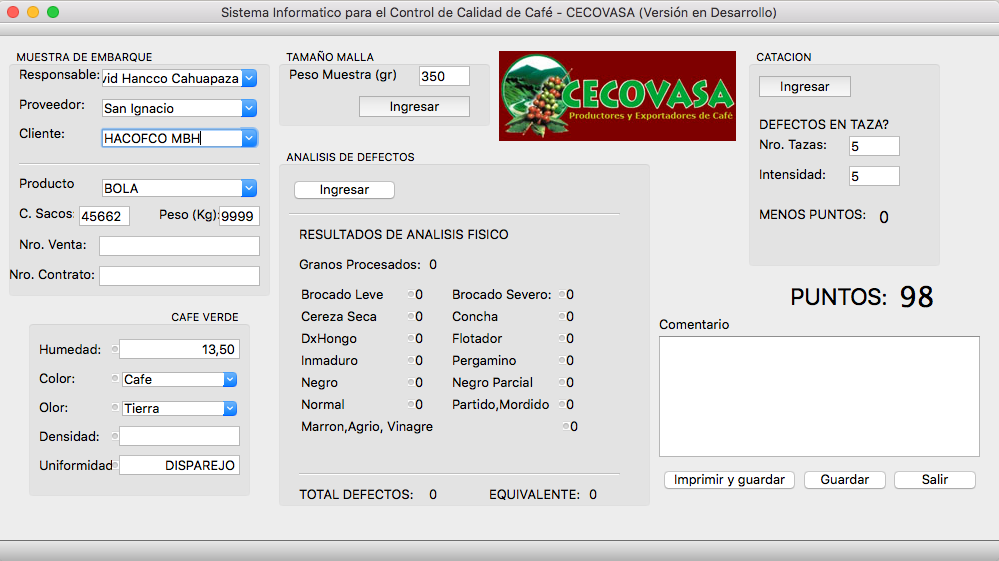 Sistema Informatico para el Control de Calidad de Café - CECOVASA (Versión en Desarrollo)
MUESTRA DE EMBARQUE
Responsable: vid Hancco Cahuapaza
Proveedor: San Ignacio
Cliente: HACOFCO MBH
Producto BOLA
C. Sacos: 45662 Peso (Kg): 9999
Nro. Venta:
Nro. Contrato:
CAFE VERDE
Humedad: 13,50
Color: Cafe
Olor: Tierra
Densidad:
Uniformidad DISPAREJO
TAMAÑO MALLA
Peso Muestra (gr) 350
Ingresar
CECOVASA
Productores y Exportadores de Café
ANALISIS DE DEFECTOS
Ingresar
RESULTADOS DE ANALISIS FISICO
Granos Procesados: 0
Brocado Leve 0 Brocado Severo: 0
Cereza Seca 0 Concha 0
DxHongo 0 Flotador 0
Inmaduro 0 Pergamino 0
Negro 0 Negro Parcial 0
Normal 0 Partido,Mordido 0
Marron,Agrio, Vinagre 0
TOTAL DEFECTOS: 0 EQUIVALENTE: 0
CATACION
Ingresar
DEFECTOS EN TAZA?
Nro. Tazas: 5
Intensidad: 5
MENOS PUNTOS: 0
PUNTOS: 98
Comentario
Imprimir y guardar Guardar Salir